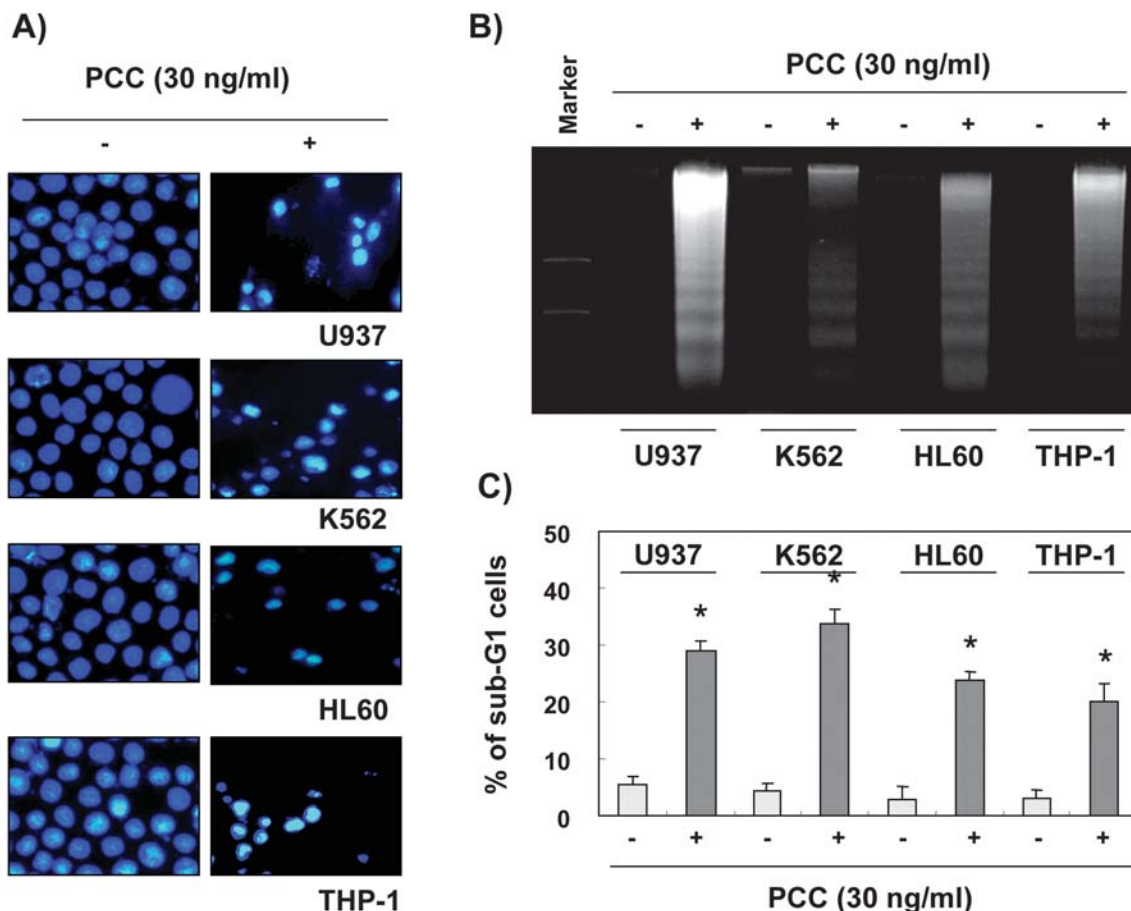 A)
PCC (30 ng/ml)
- +
U937
K562
HL60
THP-1
B)
PCC (30 ng/ml)
Marker
- + - + - + - +
U937 K562 HL60 THP-1
C)
50
40
30
20
10
0
% of sub-G1 cells
U937 K562 HL60 THP-1
* * * *
- + - + - + - +
PCC (30 ng/ml)